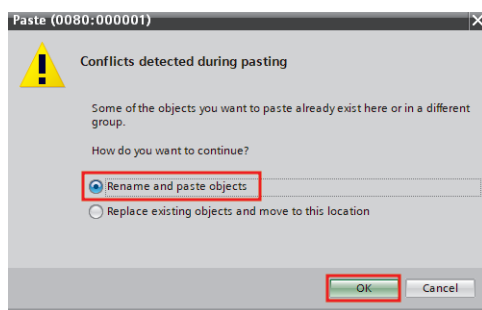 Paste (0080:000001)
Conflicts detected during pasting
Some of the objects you want to paste already exist here or in a different
group.
How do you want to continue?
Rename and paste objects
Replace existing objects and move to this location
OK Cancel